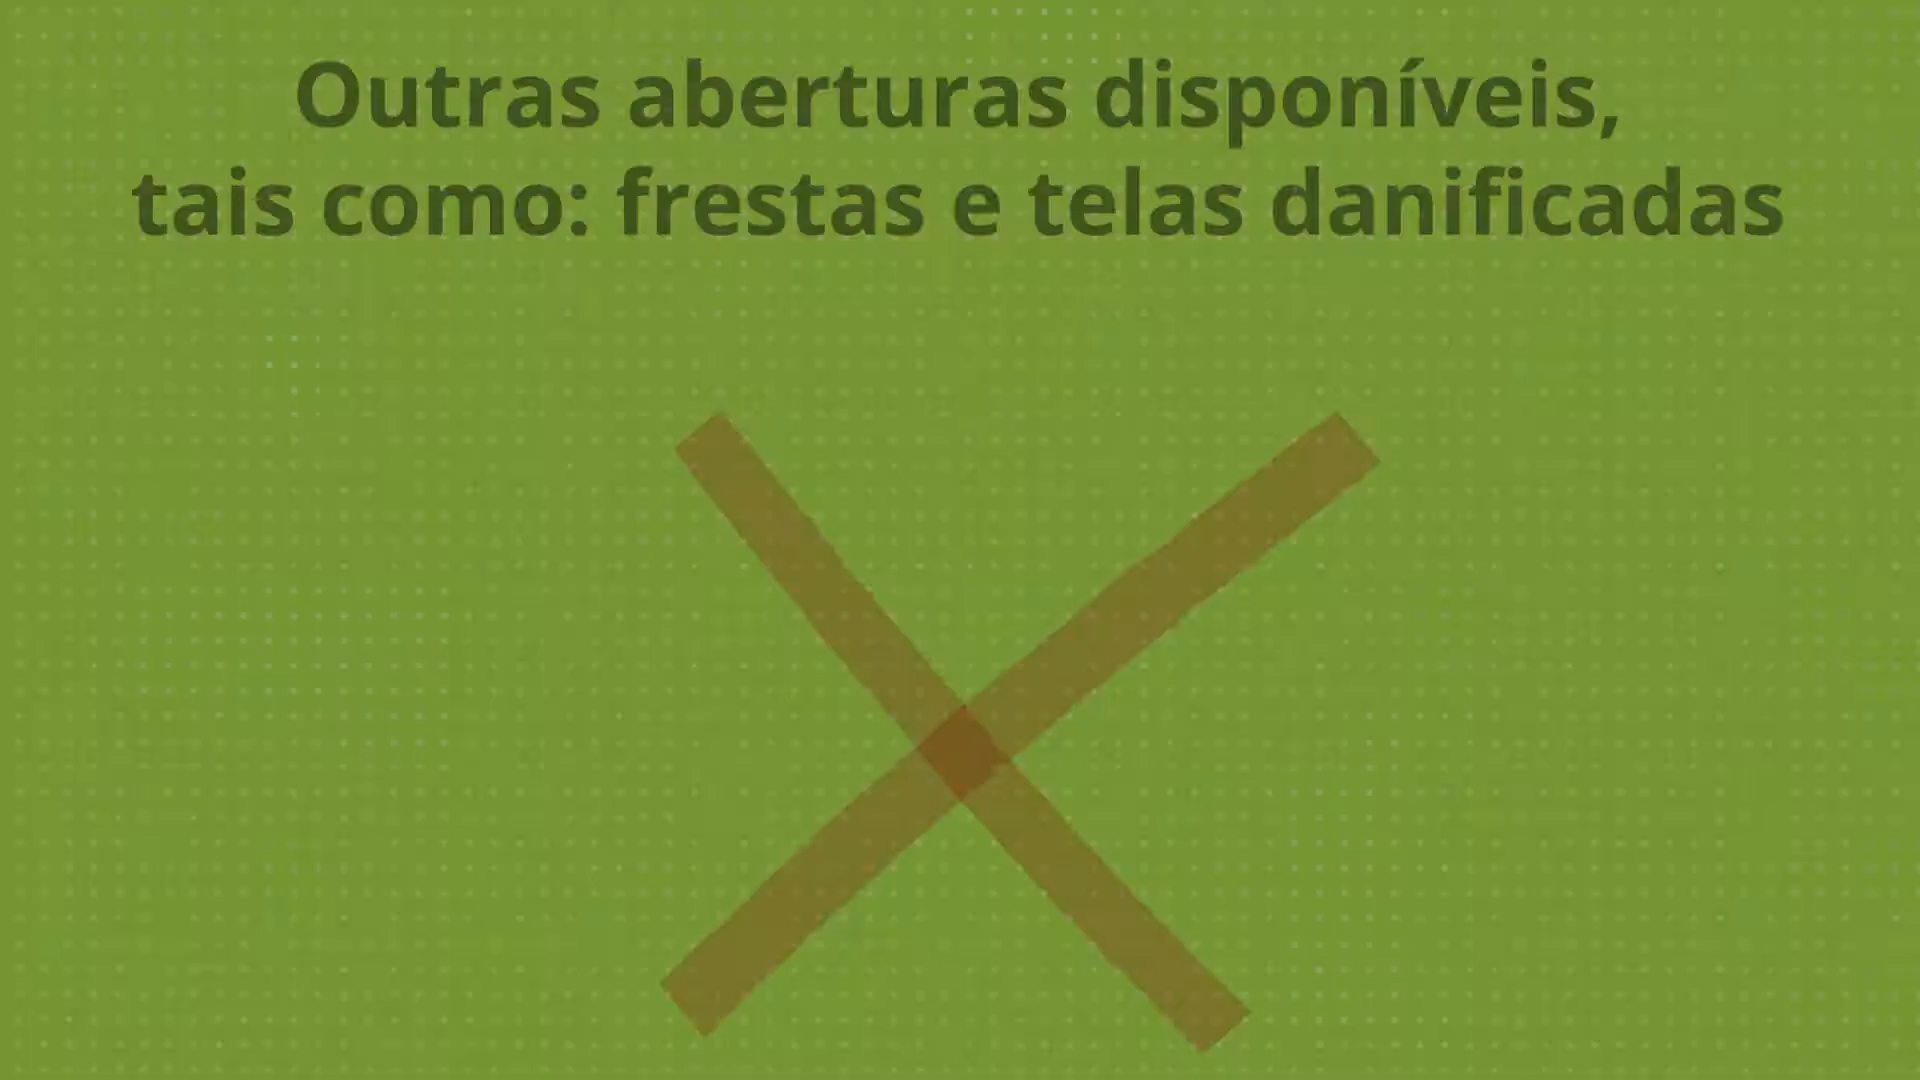 Outras aberturas disponíveis,
tais como: frestas e telas danificadas